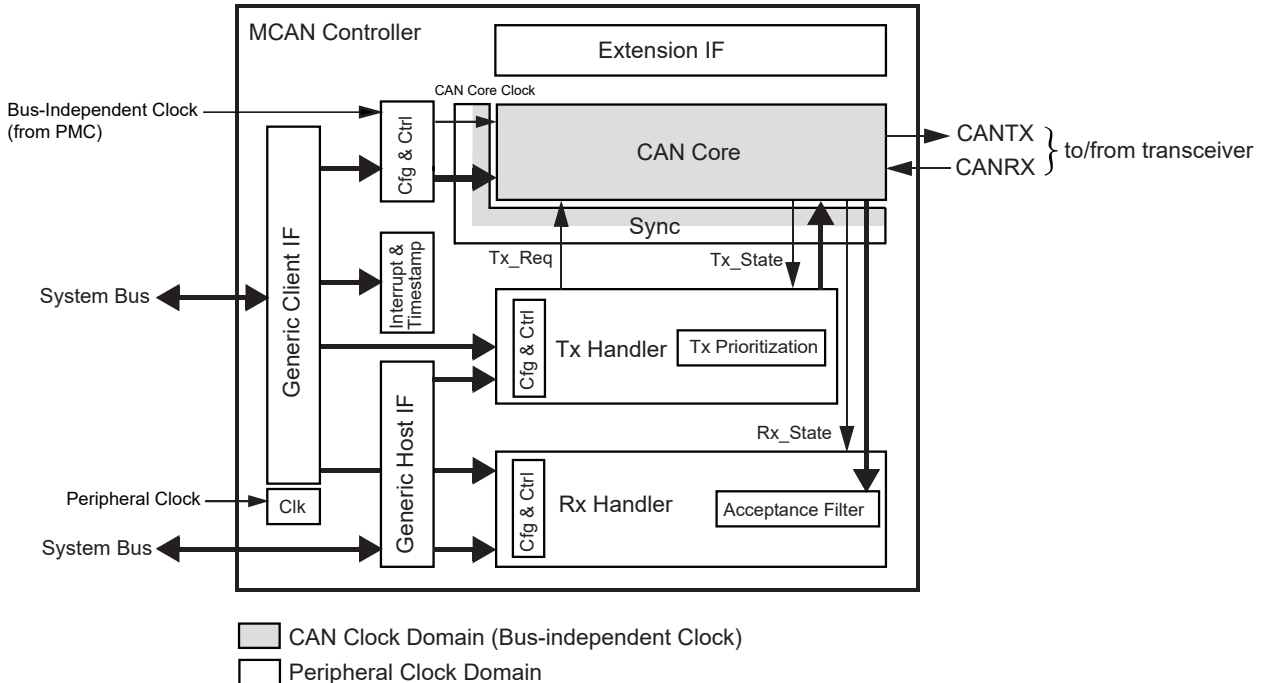 MCAN Controller
Extension IF
CAN Core Clock
Bus-Independent Clock
(from PMC)
Cfg & Ctrl
CAN Core
CANTX
CANRX
to/from transceiver
Sync
Tx_Req
Tx_State
Generic Client IF
Interrupt &
Timestamp
System Bus
Cfg & Ctrl
Tx Handler
Tx Prioritization
Generic Host IF
Rx_State
Peripheral Clock
Clk
Cfg & Ctrl
Rx Handler
Acceptance Filter
System Bus
CAN Clock Domain (Bus-independent Clock)
Peripheral Clock Domain